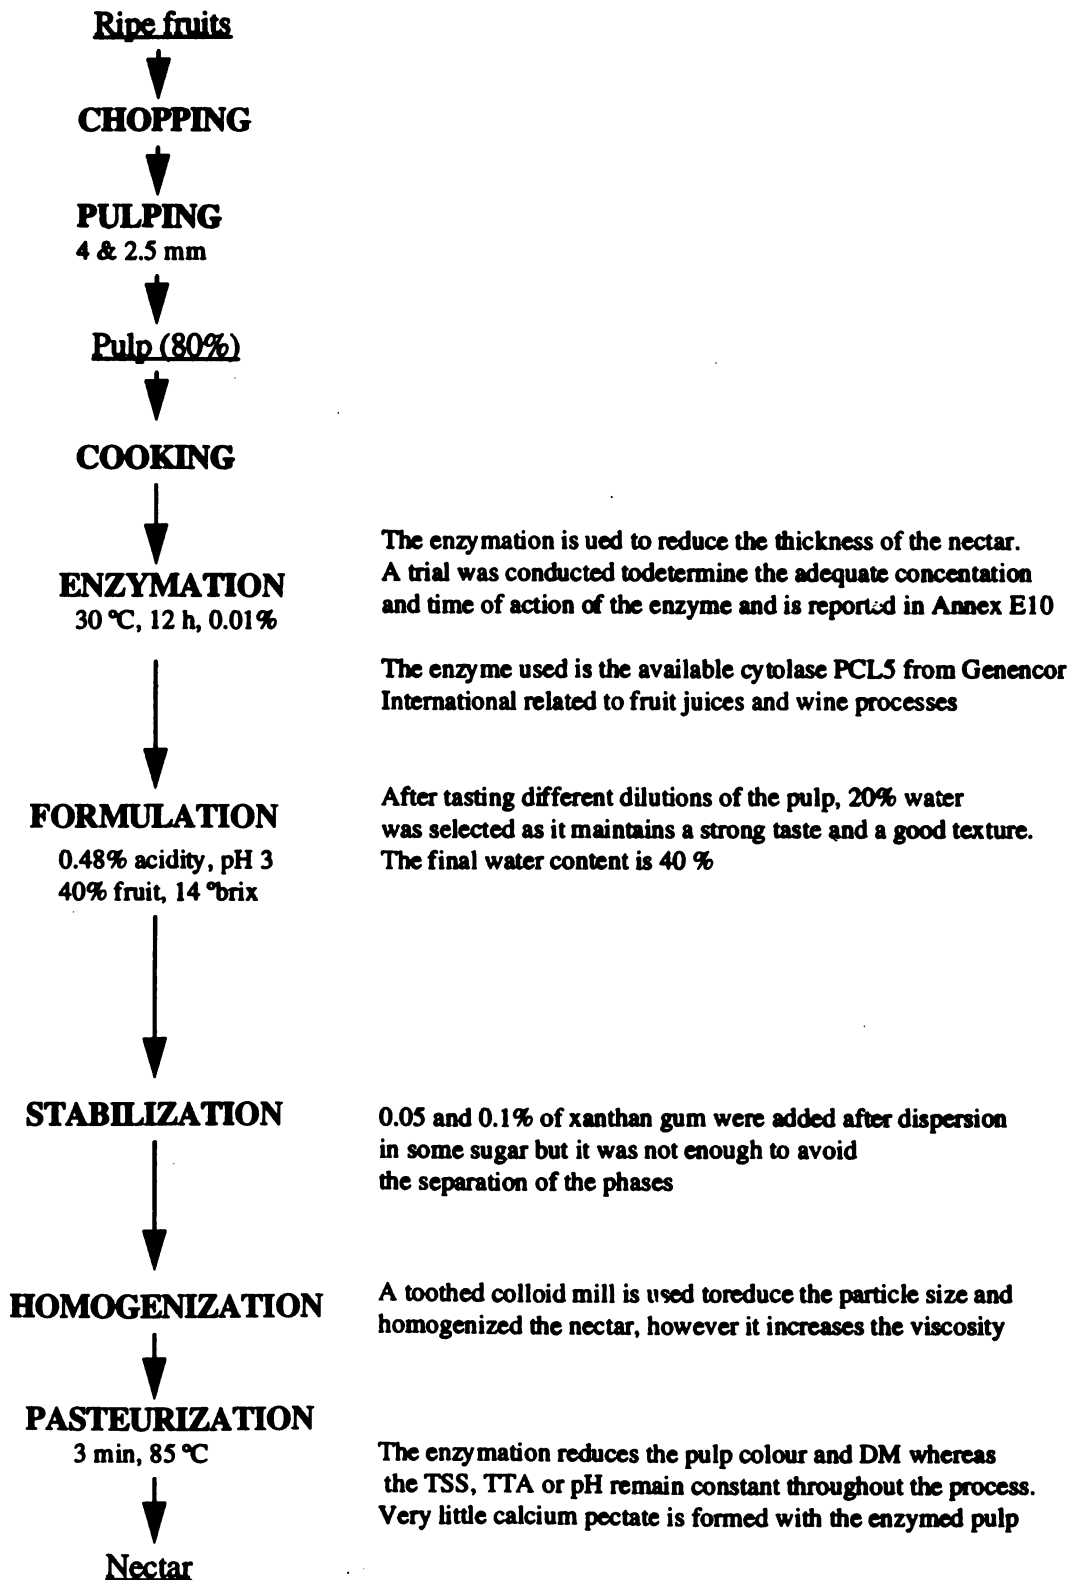 Ripe fruits
CHOPPING
PULPING
4 & 2.5 mm
Pulp (80%)
COOKING
ENZYMATION
30 °C, 12 h, 0.01%
The enzymation is ued to reduce the thickness of the nectar.
A trial was conducted todetermine the adequate concentation
and time of action of the enzyme and is reported in Annex E10
The enzyme used is the available cytolase PCL5 from Genencor
International related to fruit juices and wine processes
FORMULATION
0.48% acidity, pH 3
40% fruit, 14 °brix
After tasting different dilutions of the pulp, 20% water
was selected as it maintains a strong taste and a good texture.
The final water content is 40 %
STABILIZATION
0.05 and 0.1% of xanthan gum were added after dispersion
in some sugar but it was not enough to avoid
the separation of the phases
HOMOGENIZATION
A toothed colloid mill is used toreduce the particle size and
homogenized the nectar, however it increases the viscosity
PASTEURIZATION
3 min, 85 °C
The enzymation reduces the pulp colour and DM whereas
the TSS, TTA or pH remain constant throughout the process.
Very little calcium pectate is formed with the enzymed pulp
Nectar